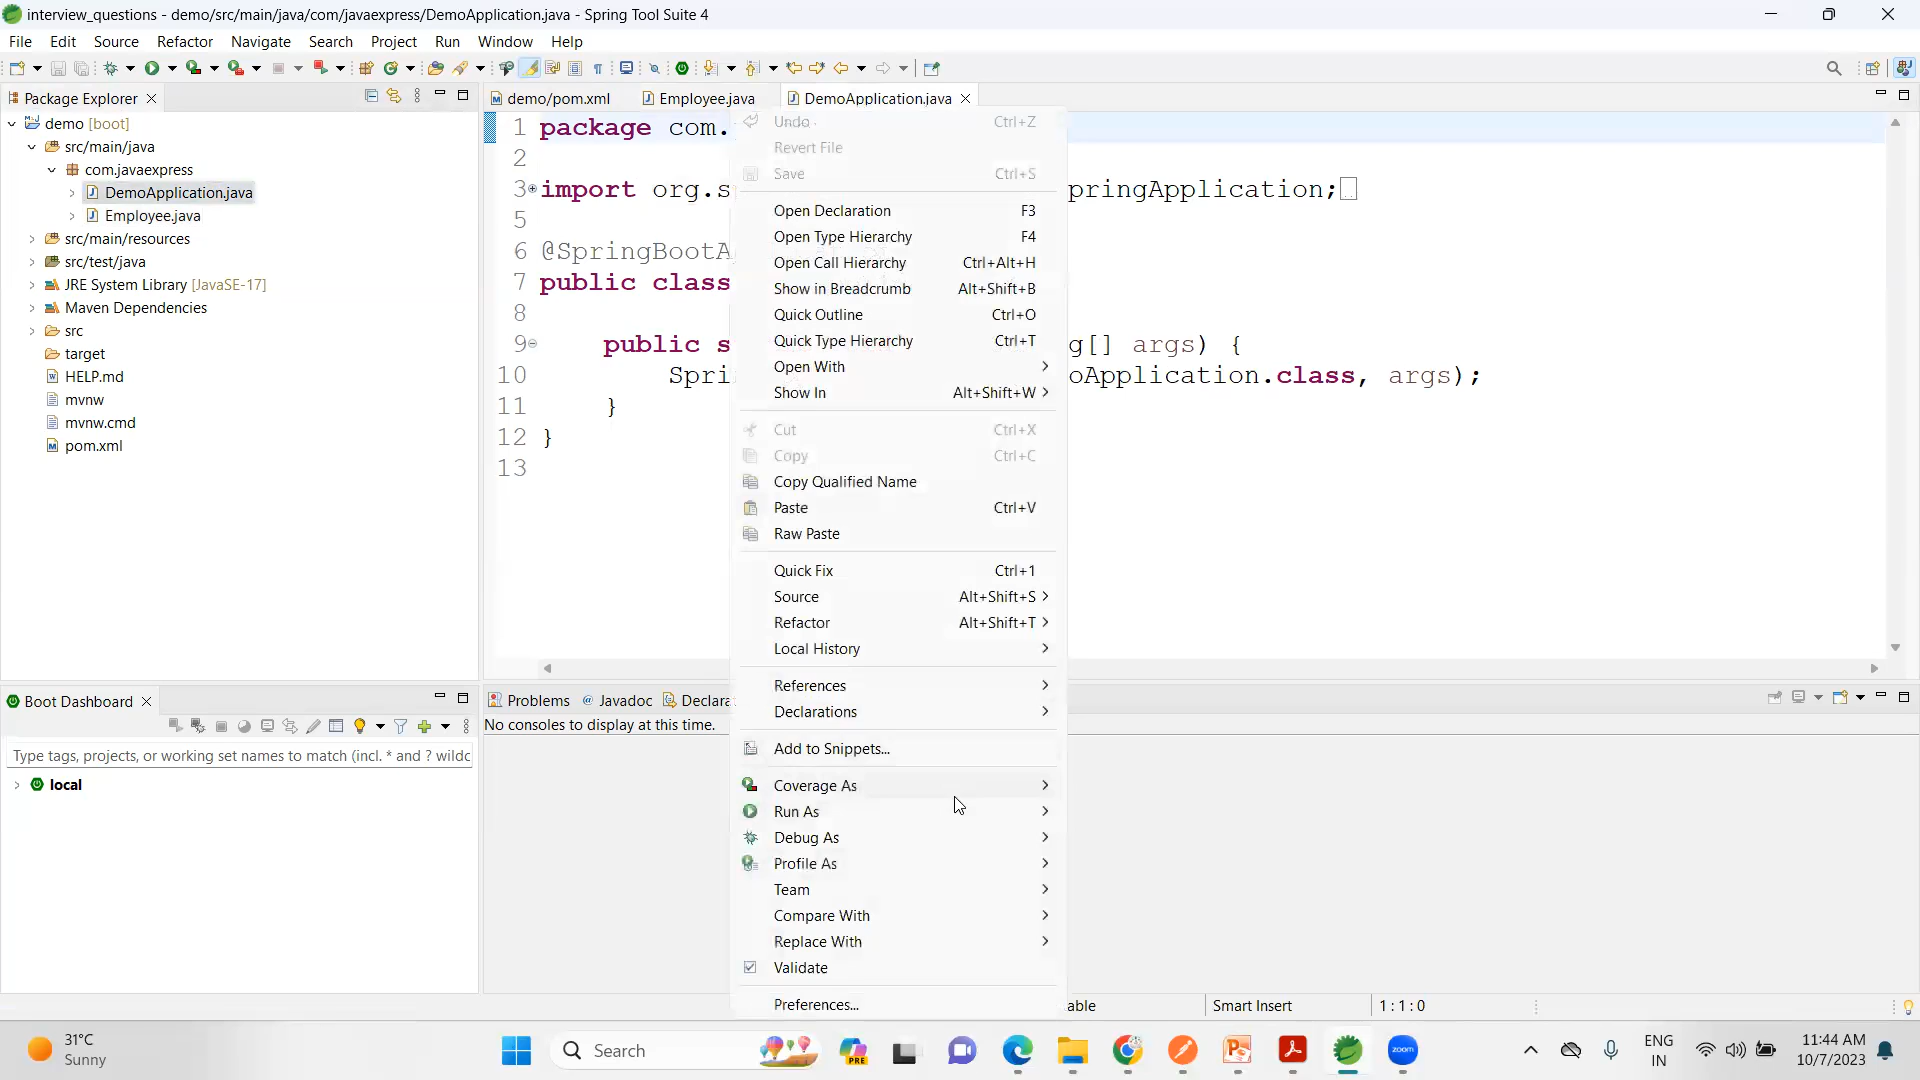 interview_questions - demo/src/main/java/com/javaexpress/DemoApplication.java - Spring Tool Suite 4
File Edit Source Refactor Navigate Search Project Run Window Help
Package Explorer
demo [boot]
src/main/java
com.javaexpress
DemoApplication.java
Employee.java
src/main/resources
src/test/java
JRE System Library [JavaSE-17]
Maven Dependencies
src
target
HELP.md
mvnw
mvnw.cmd
pom.xml
demo/pom.xml Employee.java DemoApplication.java
1 package com.
2
3 import org.s pringApplication;
5
6 @SpringBootA
7 public class
8
9 public s g[] args) {
10 Spri oApplication.class, args);
11 }
12 }
13
Undo Ctrl+Z
Revert File
Save Ctrl+S
Open Declaration F3
Open Type Hierarchy F4
Open Call Hierarchy Ctrl+Alt+H
Show in Breadcrumb Alt+Shift+B
Quick Outline Ctrl+O
Quick Type Hierarchy Ctrl+T
Open With
Show In Alt+Shift+W
Cut Ctrl+X
Copy Ctrl+C
Copy Qualified Name
Paste Ctrl+V
Raw Paste
Quick Fix Ctrl+1
Source Alt+Shift+S
Refactor Alt+Shift+T
Local History
References
Declarations
Add to Snippets...
Coverage As
Run As
Debug As
Profile As
Team
Compare With
Replace With
Validate
Preferences...
Boot Dashboard
Type tags, projects, or working set names to match (incl. * and ? wildc
local
Problems Javadoc Declara
No consoles to display at this time.
able Smart Insert 1 : 1 : 0
31°C
Sunny
Search
PRE
zoom
ENG
IN
11:44 AM
10/7/2023